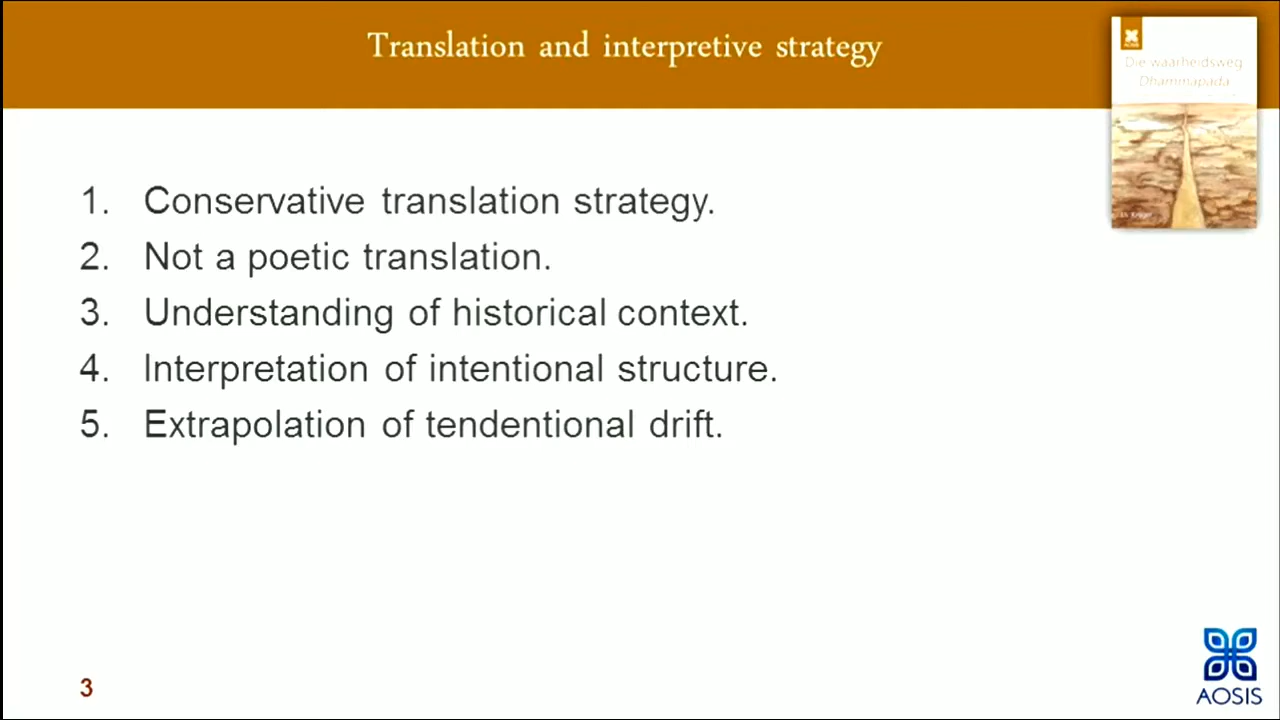 Translation and interpretive strategy
AOSIS
Die waarheidsweg
Dhammapada
1. Conservative translation strategy.
2. Not a poetic translation.
3. Understanding of historical context.
4. Interpretation of intentional structure.
5. Extrapolation of tendentional drift.
3
AOSIS